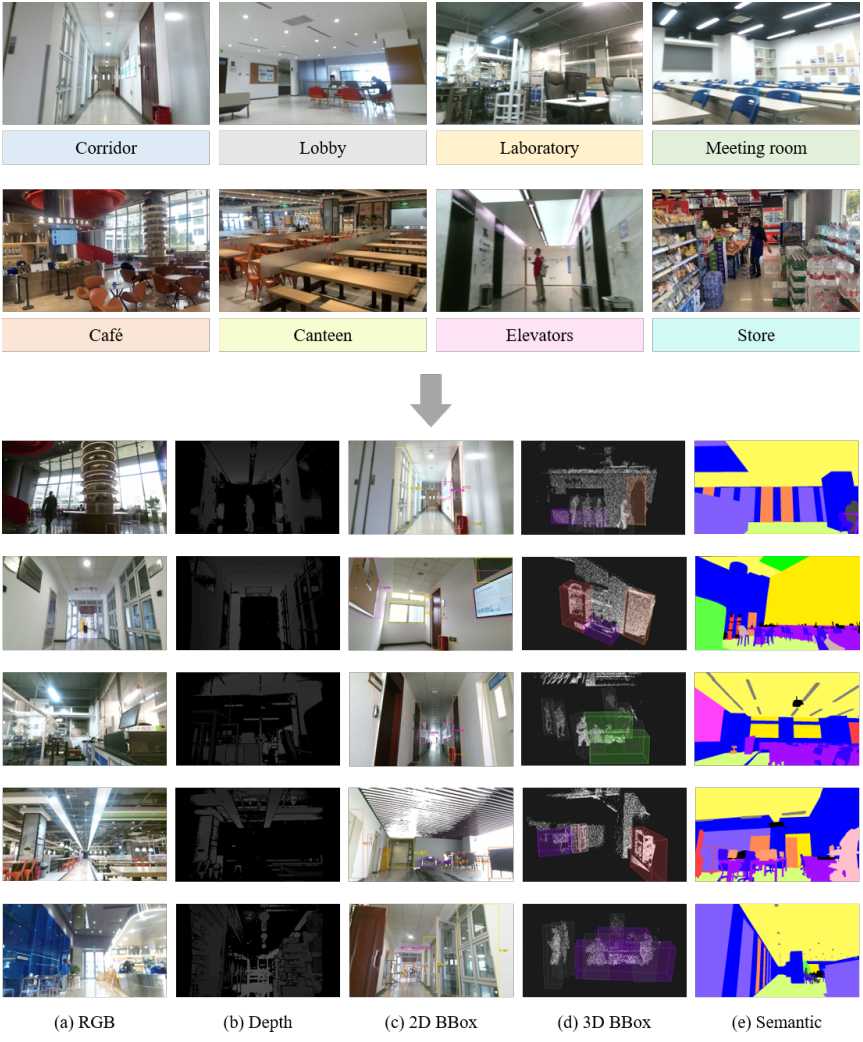 Corridor
Lobby
Laboratory
Meeting room
Café
Canteen
Elevators
Store
(a) RGB
(b) Depth
(c) 2D BBox
(d) 3D BBox
(e) Semantic